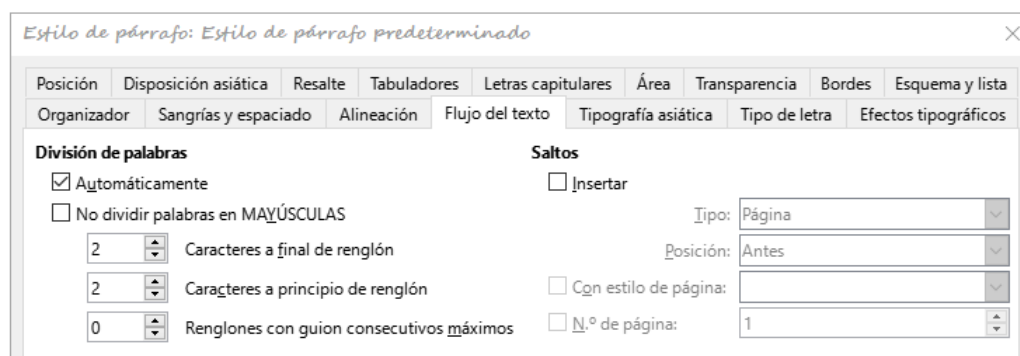 Estilo de párrafo: Estilo de párrafo predeterminado
Posición Disposición asiática Resalte Tabuladores Letras capitulares Área Transparencia Bordes Esquema y lista
Organizador Sangrías y espaciado Alineación Flujo del texto Tipografía asiática Tipo de letra Efectos tipográficos
División de palabras Saltos
Automáticamente Insertar
No dividir palabras en MAYÚSCULAS Tipo: Página
2 Caracteres a final de renglón Posición: Antes
2 Caracteres a principio de renglón Con estilo de página:
0 Renglones con guion consecutivos máximos N.º de página: 1